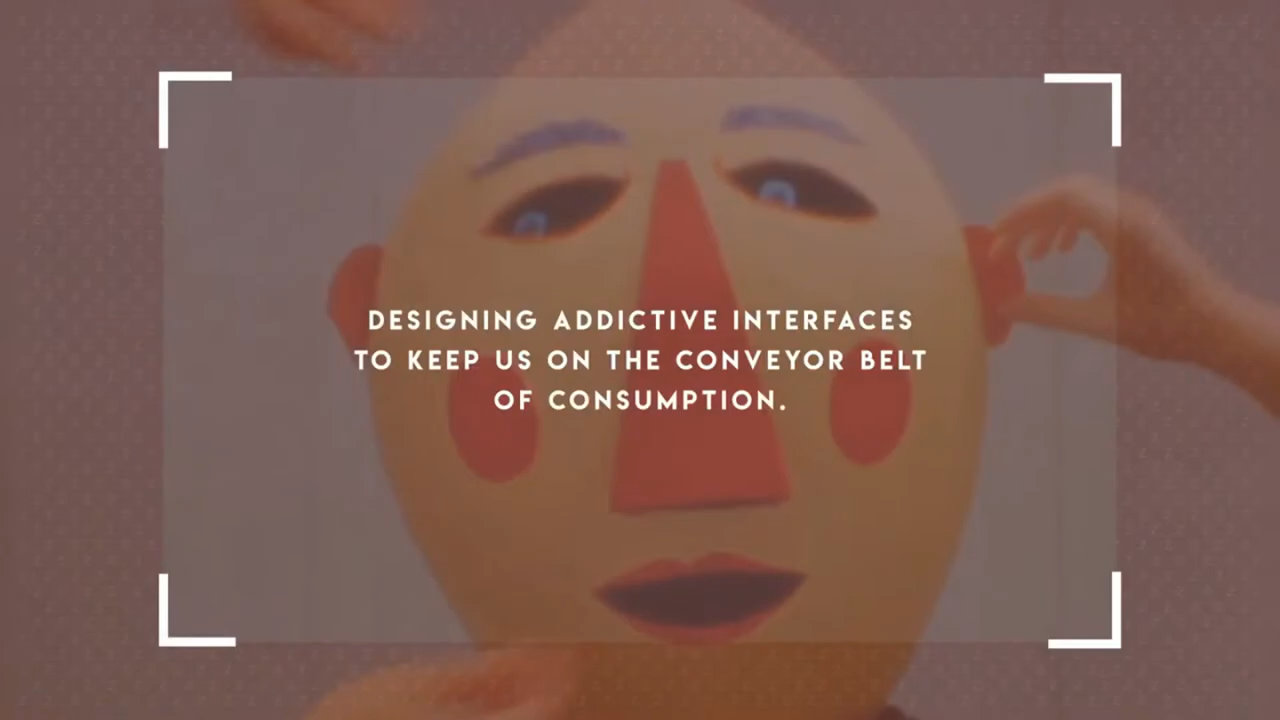 DESIGNING ADDICTIVE INTERFACES
TO KEEP US ON THE CONVEYOR BELT
OF CONSUMPTION.